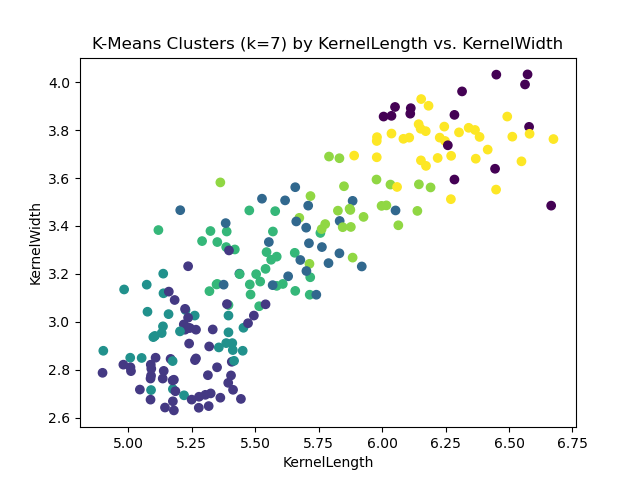 K-Means Clusters (k=7) by KernelLength vs. KernelWidth
4.0
3.8
3.6
3.4
3.2
3.0
2.8
2.6
KernelWidth
5.00 5.25 5.50 5.75 6.00 6.25 6.50 6.75
KernelLength